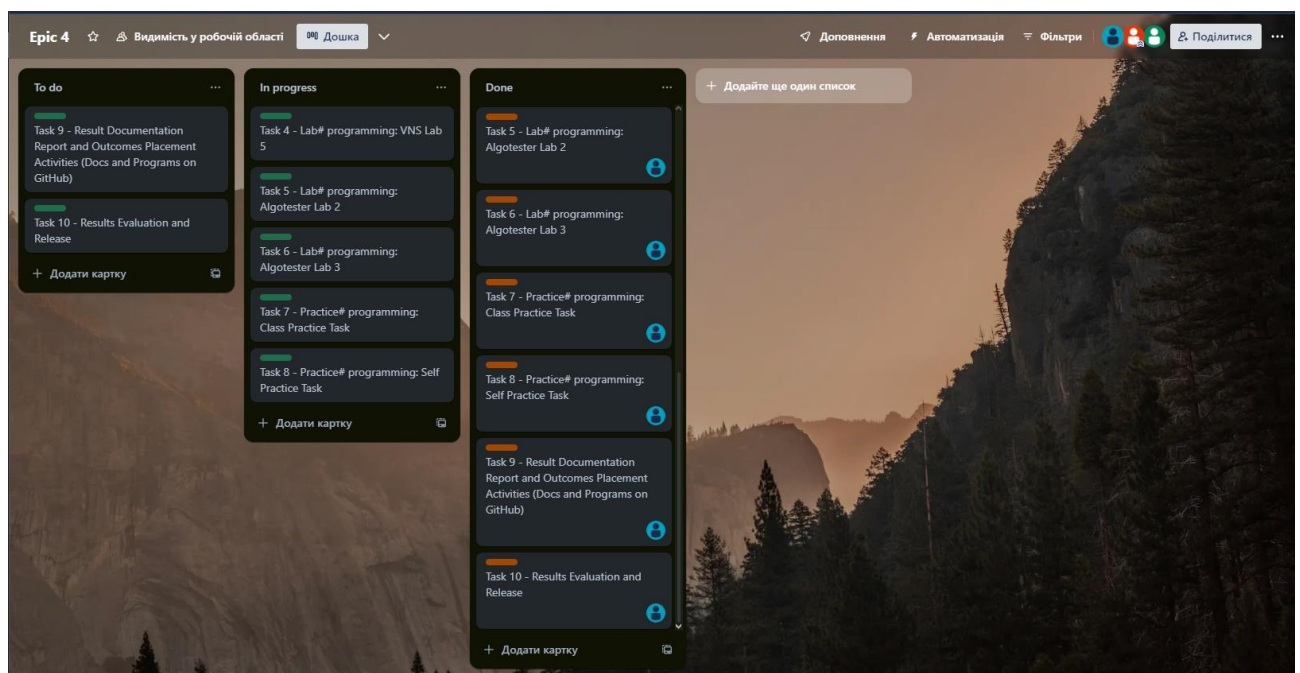 Epic 4
Видимість у робочій області
Дошка
Доповнення
Автоматизація
Фільтри
Поділитися
To do
Task 9 - Result Documentation
Report and Outcomes Placement
Activities (Docs and Programs on
GitHub)
Task 10 - Results Evaluation and
Release
+ Додати картку
In progress
Task 4 - Lab# programming: VNS Lab
5
Task 5 - Lab# programming:
Algotester Lab 2
Task 6 - Lab# programming:
Algotester Lab 3
Task 7 - Practice# programming:
Class Practice Task
Task 8 - Practice# programming: Self
Practice Task
+ Додати картку
Done
Task 5 - Lab# programming:
Algotester Lab 2
Task 6 - Lab# programming:
Algotester Lab 3
Task 7 - Practice# programming:
Class Practice Task
Task 8 - Practice# programming:
Self Practice Task
Task 9 - Result Documentation
Report and Outcomes Placement
Activities (Docs and Programs on
GitHub)
Task 10 - Results Evaluation and
Release
+ Додати картку
+ Додайте ще один список